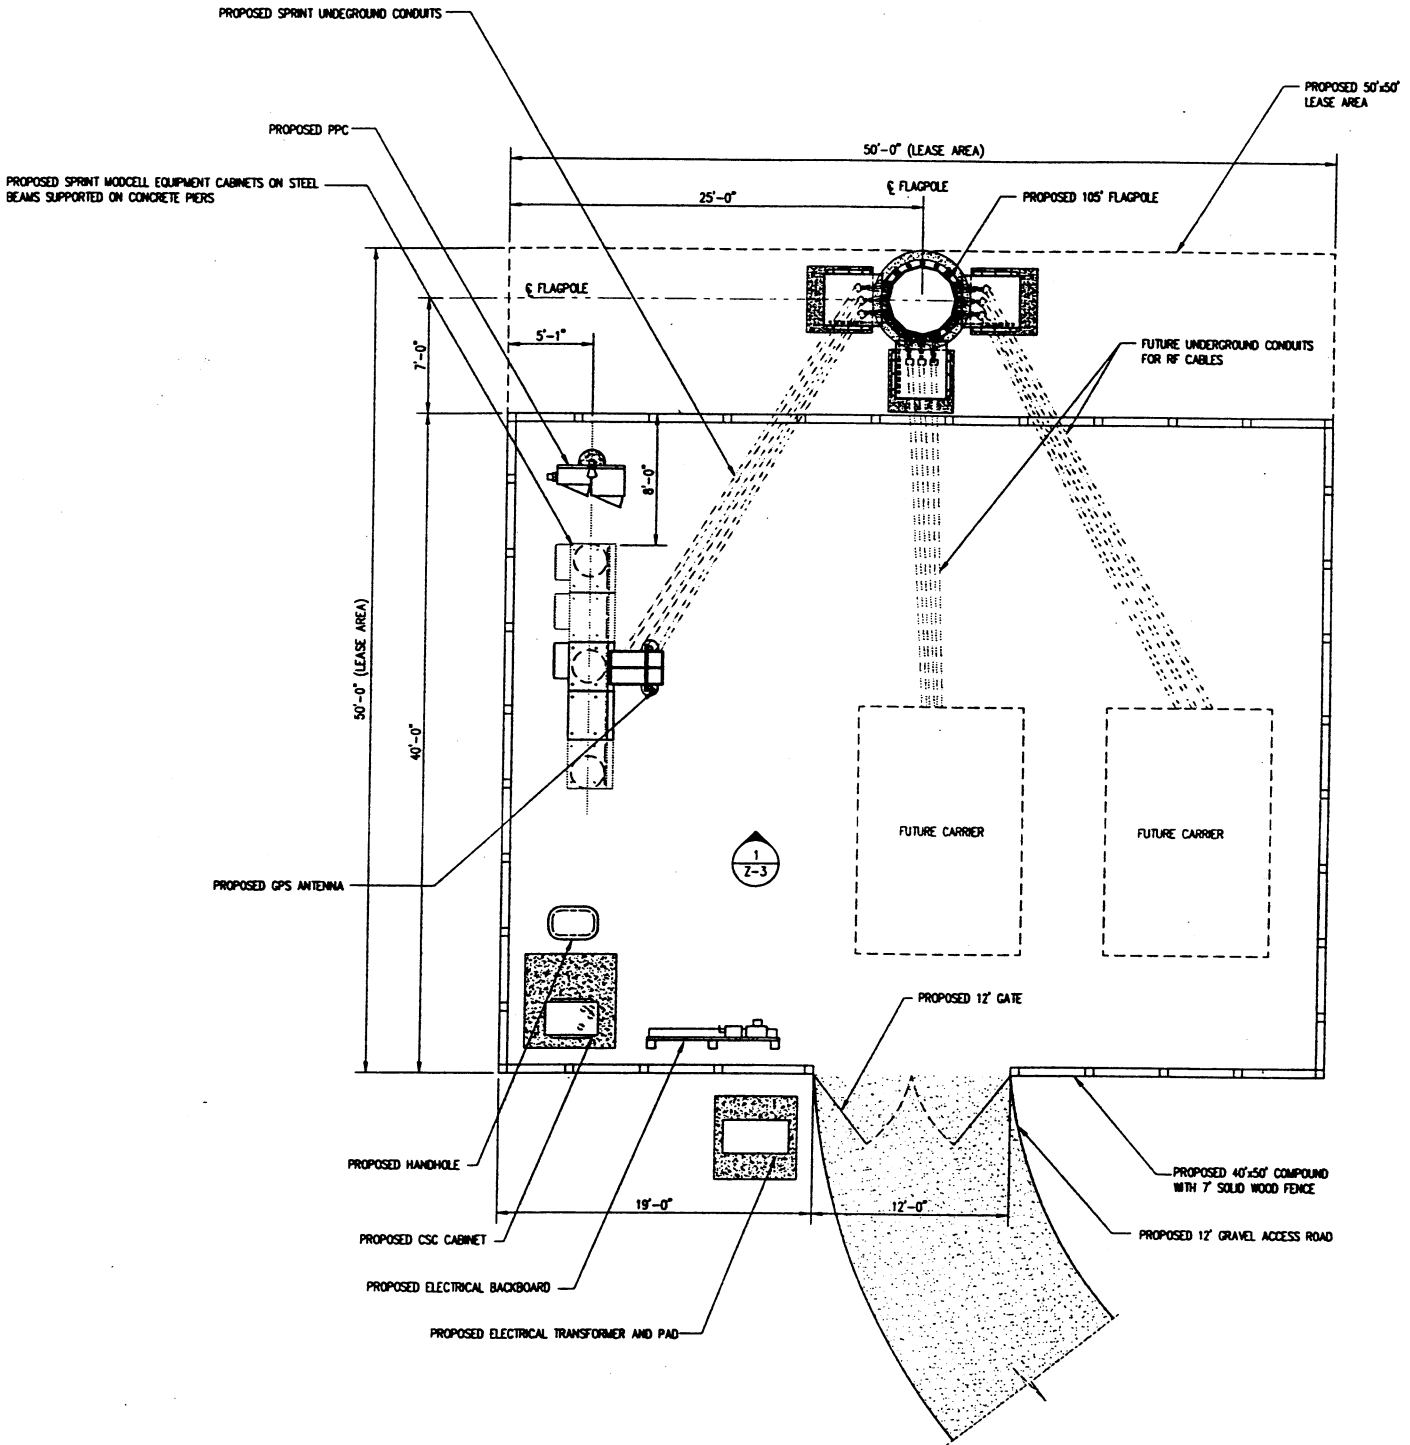 PROPOSED SPRINT UNDEGROUND CONDUITS
PROPOSED 50'x50'
LEASE AREA
PROPOSED PPC
50'-0" (LEASE AREA)
PROPOSED SPRINT MODCELL EQUIPMENT CABINETS ON STEEL
BEAMS SUPPORTED ON CONCRETE PIERS
℄ FLAGPOLE
25'-0"
PROPOSED 105' FLAGPOLE
℄ FLAGPOLE
5'-1"
7'-0"
FUTURE UNDERGROUND CONDUITS
FOR RF CABLES
8'-0"
50'-0" (LEASE AREA)
40'-0"
FUTURE CARRIER
FUTURE CARRIER
1
Z-3
PROPOSED GPS ANTENNA
PROPOSED 12' GATE
PROPOSED HANDHOLE
PROPOSED 40'x50' COMPOUND
WITH 7' SOLID WOOD FENCE
19'-0"
12'-0"
PROPOSED CSC CABINET
PROPOSED 12' GRAVEL ACCESS ROAD
PROPOSED ELECTRICAL BACKBOARD
PROPOSED ELECTRICAL TRANSFORMER AND PAD